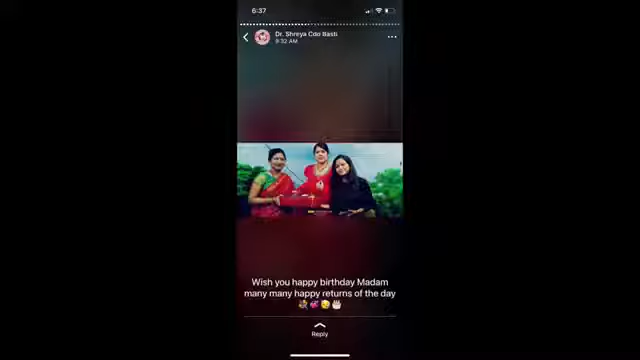 6:37
Dr. Shreya Cdo Basti
9:32 AM
Wish you happy birthday Madam
many many happy returns of the day
Reply